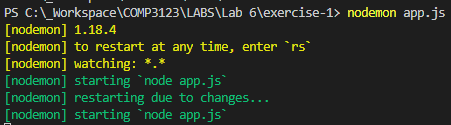 PS C:\_Workspace\COMP3123\LABS\Lab 6\exercise-1> nodemon app.js
[nodemon] 1.18.4
[nodemon] to restart at any time, enter `rs`
[nodemon] watching: *.*
[nodemon] starting `node app.js`
[nodemon] restarting due to changes...
[nodemon] starting `node app.js`